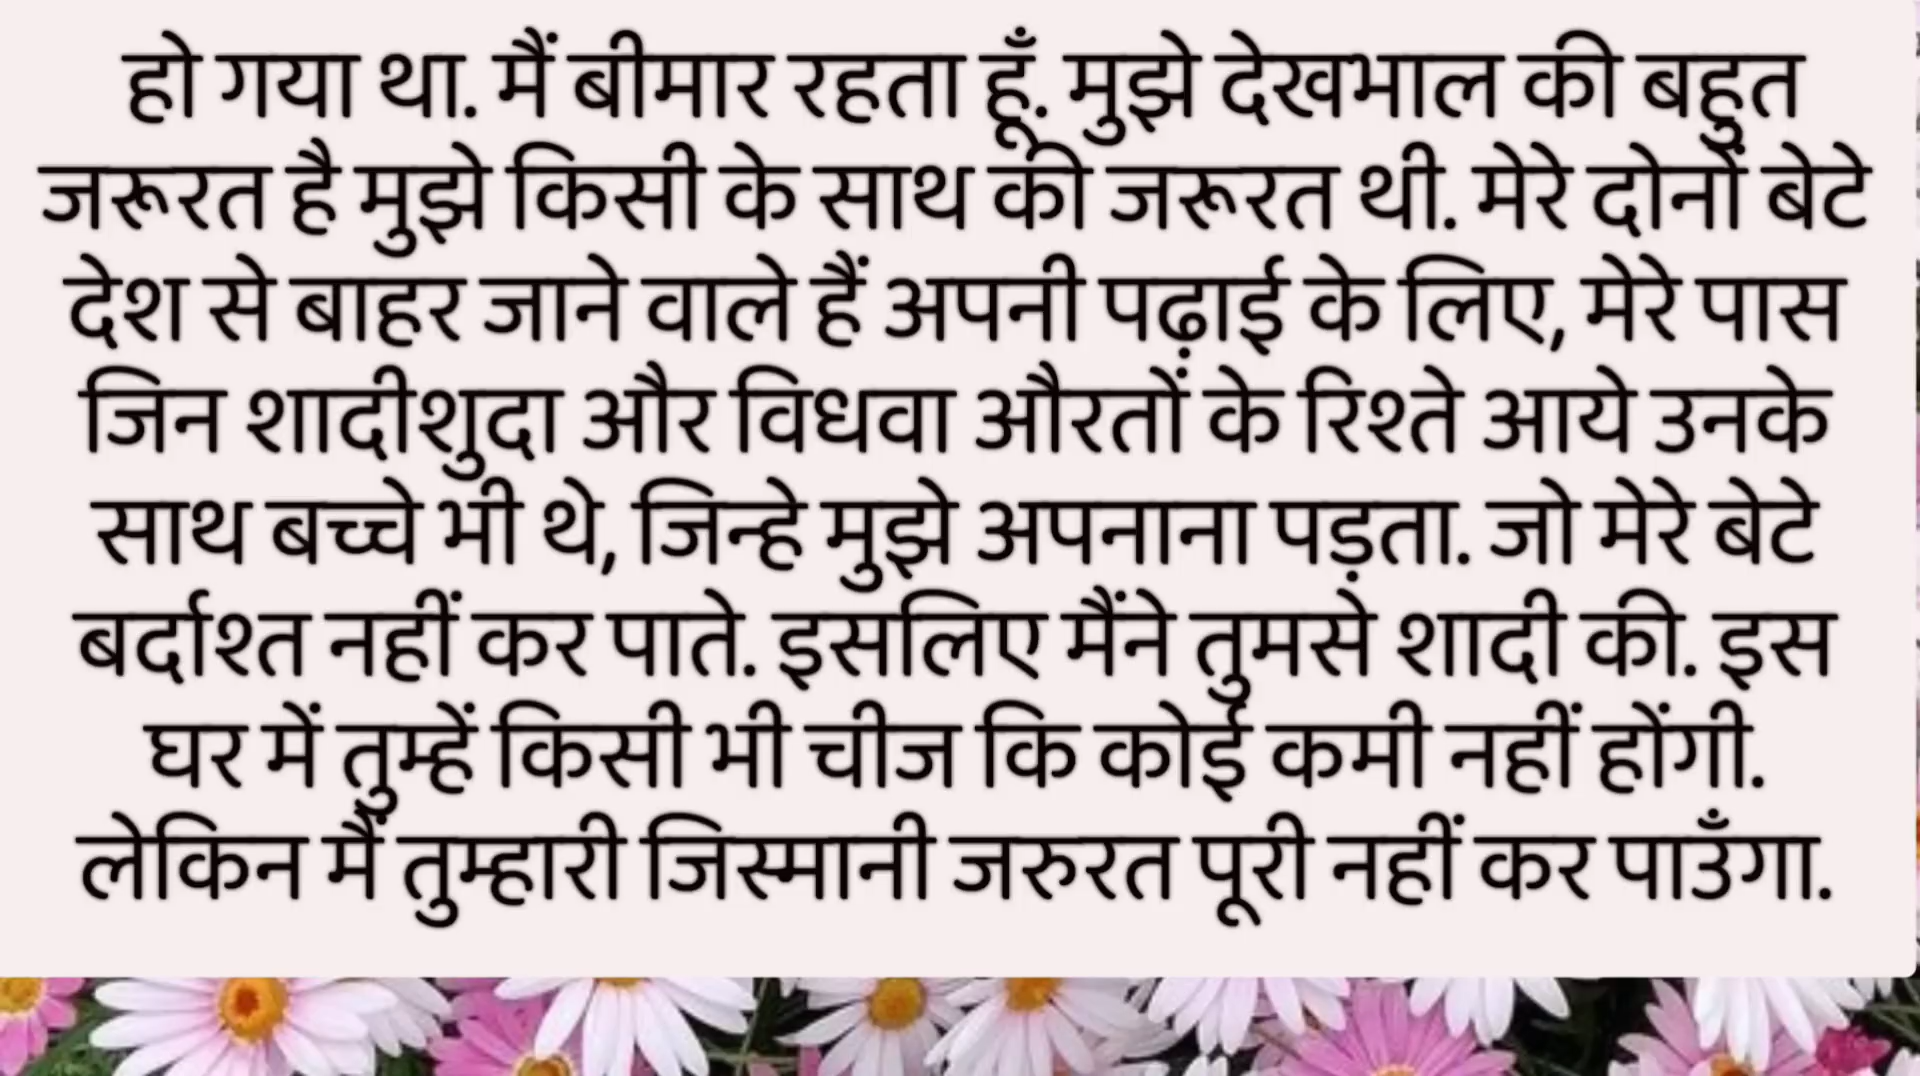 हो गया था. मैं बीमार रहता हूँ. मुझे देखभाल की बहुत
जरूरत है मुझे किसी के साथ की जरूरत थी. मेरे दोनों बेटे
देश से बाहर जाने वाले हैं अपनी पढ़ाई के लिए, मेरे पास
जिन शादीशुदा और विधवा औरतों के रिश्ते आये उनके
साथ बच्चे भी थे, जिन्हे मुझे अपनाना पड़ता. जो मेरे बेटे
बर्दाश्त नहीं कर पाते. इसलिए मैंने तुमसे शादी की. इस
घर में तुम्हें किसी भी चीज कि कोई कमी नहीं होंगी.
लेकिन मैं तुम्हारी जिस्मानी जरुरत पूरी नहीं कर पाउँगा.